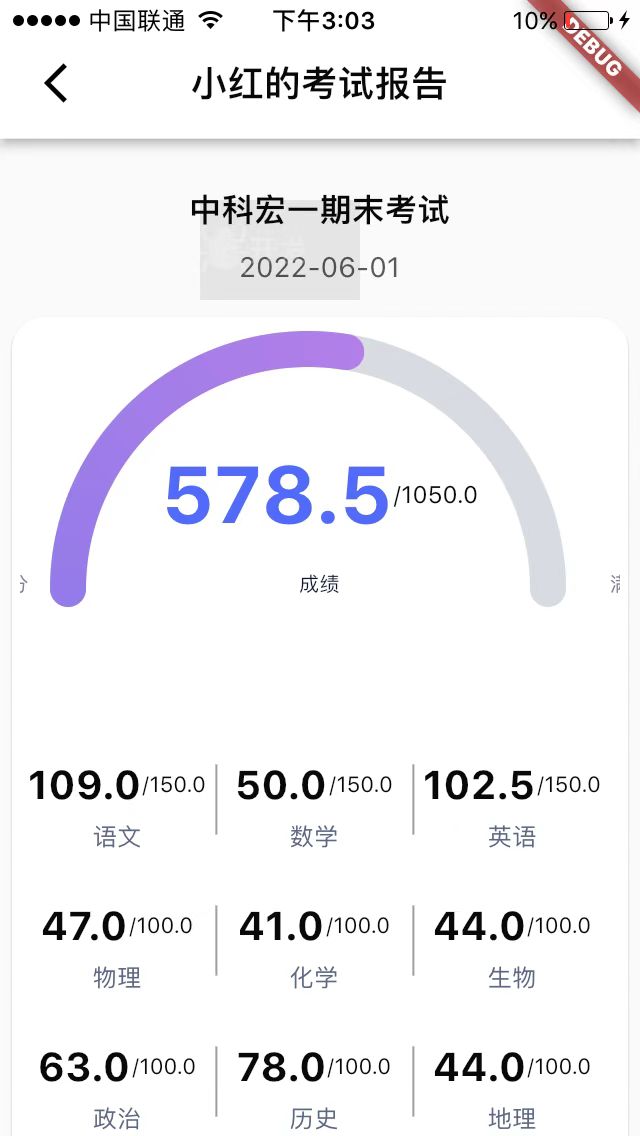 中国联通 下午3:03 10%
DEBUG
小红的考试报告
中科宏一期末考试
2022-06-01
578.5/1050.0
成绩
109.0/150.0 50.0/150.0 102.5/150.0
语文 数学 英语
47.0/100.0 41.0/100.0 44.0/100.0
物理 化学 生物
63.0/100.0 78.0/100.0 44.0/100.0
政治 历史 地理